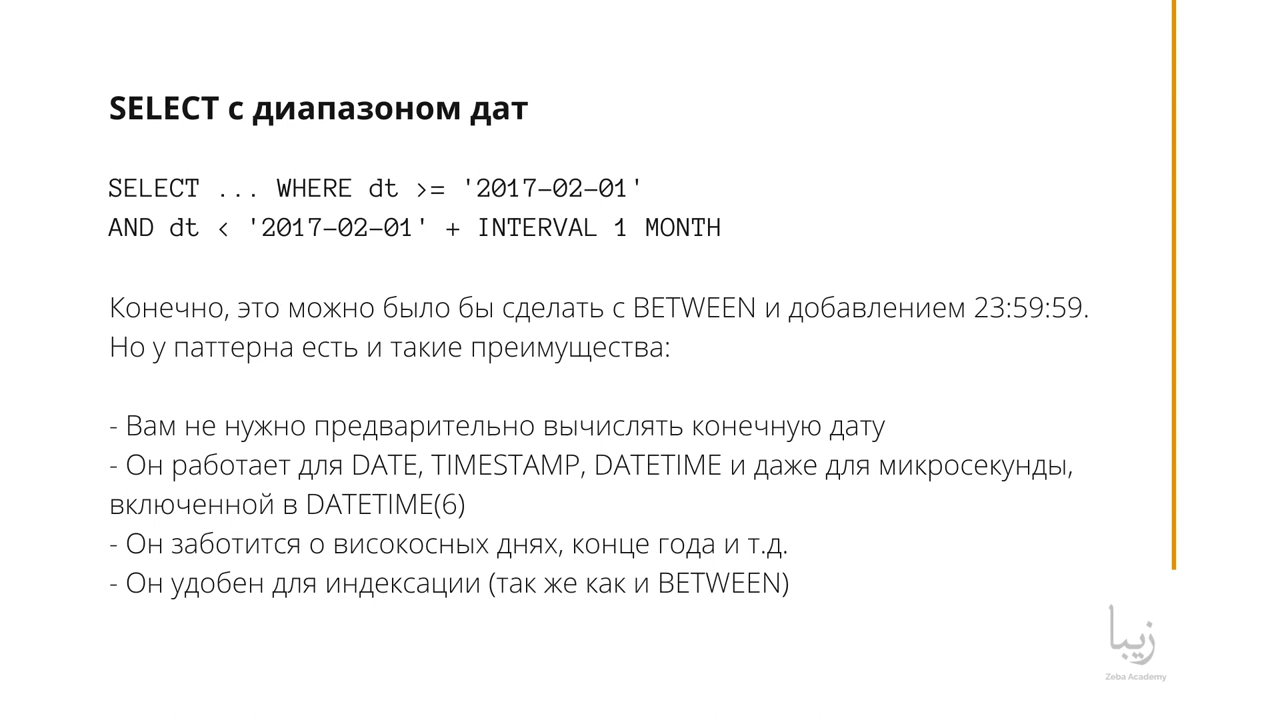 SELECT с диапазоном дат
SELECT ... WHERE dt >= '2017-02-01'
AND dt < '2017-02-01' + INTERVAL 1 MONTH
Конечно, это можно было бы сделать с BETWEEN и добавлением 23:59:59.
Но у паттерна есть и такие преимущества:
- Вам не нужно предварительно вычислять конечную дату
- Он работает для DATE, TIMESTAMP, DATETIME и даже для микросекунды,
включенной в DATETIME(6)
- Он заботится о високосных днях, конце года и т.д.
- Он удобен для индексации (так же как и BETWEEN)
زيبا
Zeba Academy